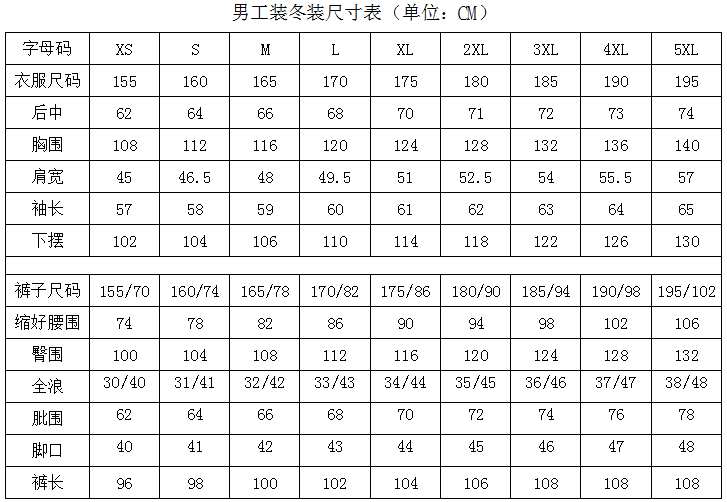 男工装冬装尺寸表（单位：CM）
字母码 XS S M L XL 2XL 3XL 4XL 5XL
衣服尺码 155 160 165 170 175 180 185 190 195
后中 62 64 66 68 70 71 72 73 74
胸围 108 112 116 120 124 128 132 136 140
肩宽 45 46.5 48 49.5 51 52.5 54 55.5 57
袖长 57 58 59 60 61 62 63 64 65
下摆 102 104 106 110 114 118 122 126 130
裤子尺码 155/70 160/74 165/78 170/82 175/86 180/90 185/94 190/98 195/102
缩好腰围 74 78 82 86 90 94 98 102 106
臀围 100 104 108 112 116 120 124 128 132
全浪 30/40 31/41 32/42 33/43 34/44 35/45 36/46 37/47 38/48
肶围 62 64 66 68 70 72 74 76 78
脚口 40 41 42 43 44 45 46 47 48
裤长 96 98 100 102 104 106 108 108 108